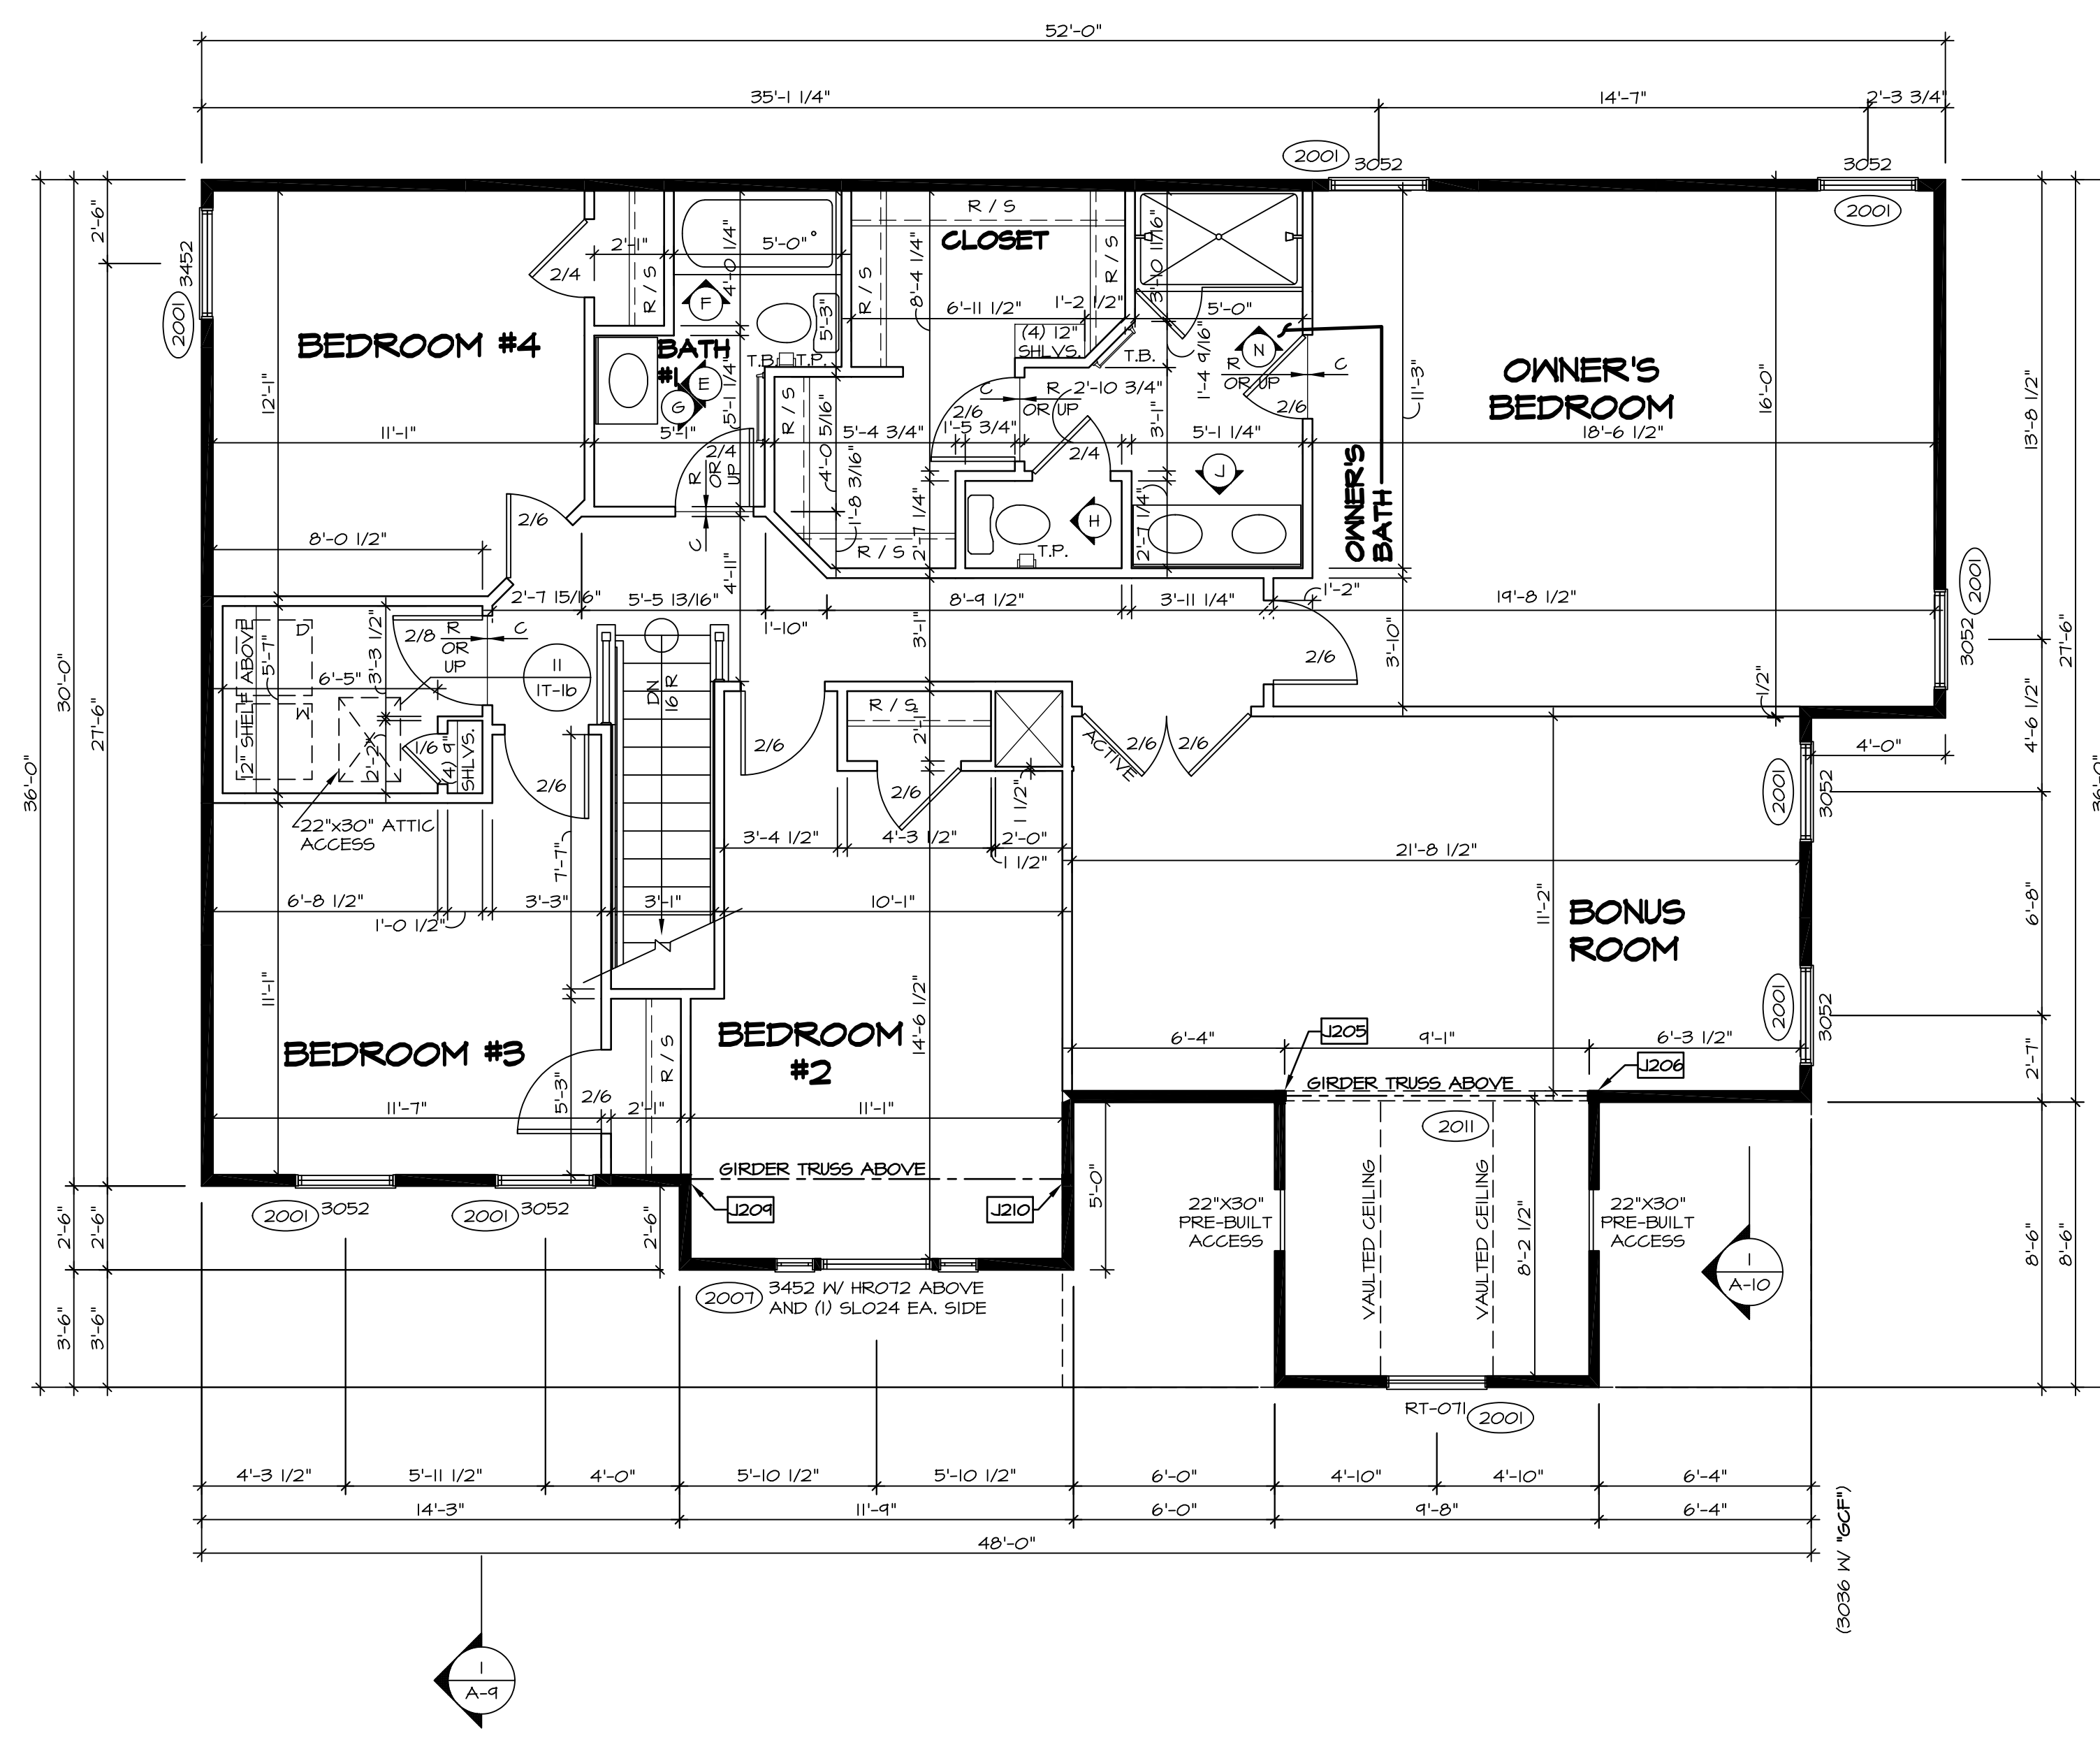 52'-0"
35'-1 1/4"
14'-7"
2'-3 3/4"
2001
3052
3052
2001
2'-6"
3452
2001
2'-1"
5'-0"
R / S
CLOSET
R / S
R / S
R / S
4'-0 1/4"
8'-4 1/4"
3'-10 11/16"
2/4
F
5'-3"
6'-11 1/2"
1'-2 1/2"
5'-0"
BEDROOM #4
BATH
#1
T.B.
T.P.
(4) 12"
SHLVS.
T.B.
1'-4 9/16"
N
R
OR UP
C
E
G
5'-1 1/4"
R / S
C
R
OR UP
2'-10 3/4"
2/6
2/6
OWNER'S
BEDROOM
12'-1"
11'-3"
16'-0"
13'-8 1/2"
11'-1"
5'-1"
5'-4 3/4"
1'-5 3/4"
3'-1"
5'-1 1/4"
18'-6 1/2"
2/4
R
OR
UP
C
4'-0 5/16"
1'-8 3/16"
2/4
J
OWNER'S
BATH
2/6
H
T.P.
R / S
2'-7 1/4"
2'-7 1/4"
8'-0 1/2"
4'-11"
2'-7 15/16"
5'-5 13/16"
1'-10"
8'-9 1/2"
3'-11 1/4"
1'-2"
19'-8 1/2"
2001
3052
30'-0"
27'-6"
36'-0"
27'-6"
36'-0"
12" SHELF ABOVE
5'-7"
D
W
3'-3 1/2"
2/8
R
OR
UP
C
6'-5"
11
IT-1b
DN
16 R
3'-1"
3'-10"
2/6
1/2"
4'-6 1/2"
2'-2"
1/6
(4) 9"
SHLVS.
2/6
2/6
R / S
2'-1"
2/6
ACTIVE
2/6
2/6
4'-0"
2001
3052
22"x30" ATTIC
ACCESS
7'-7"
3'-4 1/2"
4'-3 1/2"
2'-0"
1 1/2"
1 1/2"
21'-8 1/2"
6'-8 1/2"
1'-0 1/2"
3'-3"
3'-1"
10'-1"
11'-2"
BONUS
ROOM
6'-8"
11'-1"
14'-6 1/2"
2001
3052
BEDROOM #3
BEDROOM
#2
R / S
6'-4"
J205
9'-1"
6'-3 1/2"
J206
2'-7"
GIRDER TRUSS ABOVE
2/6
5'-3"
11'-7"
2'-1"
11'-1"
2011
GIRDER TRUSS ABOVE
J209
J210
5'-0"
22"X30"
PRE-BUILT
ACCESS
VAULTED CEILING
VAULTED CEILING
8'-2 1/2"
22"X30"
PRE-BUILT
ACCESS
1
A-10
8'-6"
8'-6"
2001
3052
2001
3052
2'-6"
2'-6"
2'-6"
2007
3452 W/ HR072 ABOVE
AND (1) SL024 EA. SIDE
3'-6"
3'-6"
RT-071
2001
4'-3 1/2"
5'-11 1/2"
4'-0"
5'-10 1/2"
5'-10 1/2"
6'-0"
4'-10"
4'-10"
6'-4"
14'-3"
11'-9"
6'-0"
9'-8"
6'-4"
48'-0"
(3036 W/ "GCF")
1
A-9